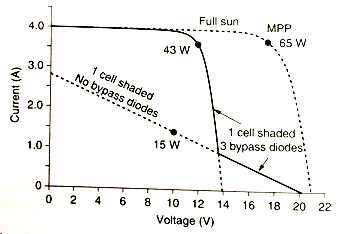 Full sun
MPP
65 W
43 W
1 cell shaded
No bypass diodes
15 W
1 cell shaded
3 bypass diodes
Current (A)
4.0
3.0
2.0
1.0
0
0 2 4 6 8 10 12 14 16 18 20 22
Voltage (V)